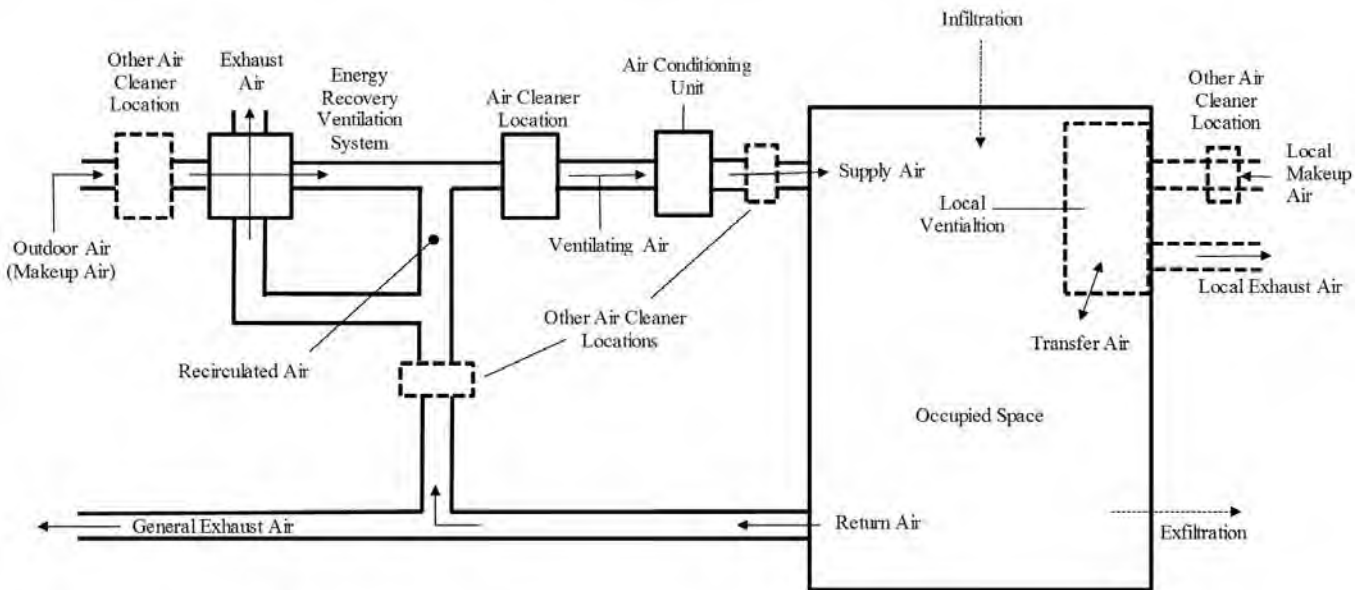 Infiltration
Other Air
Cleaner
Location
Exhaust
Air
Energy
Recovery
Ventilation
System
Air Cleaner
Location
Air Conditioning
Unit
Other Air
Cleaner
Location
Supply Air
Local
Makeup
Air
Local
Ventialtion
Outdoor Air
(Makeup Air)
Ventilating Air
Local Exhaust Air
Other Air Cleaner
Locations
Transfer Air
Recirculated Air
Occupied Space
General Exhaust Air
Return Air
Exfiltration